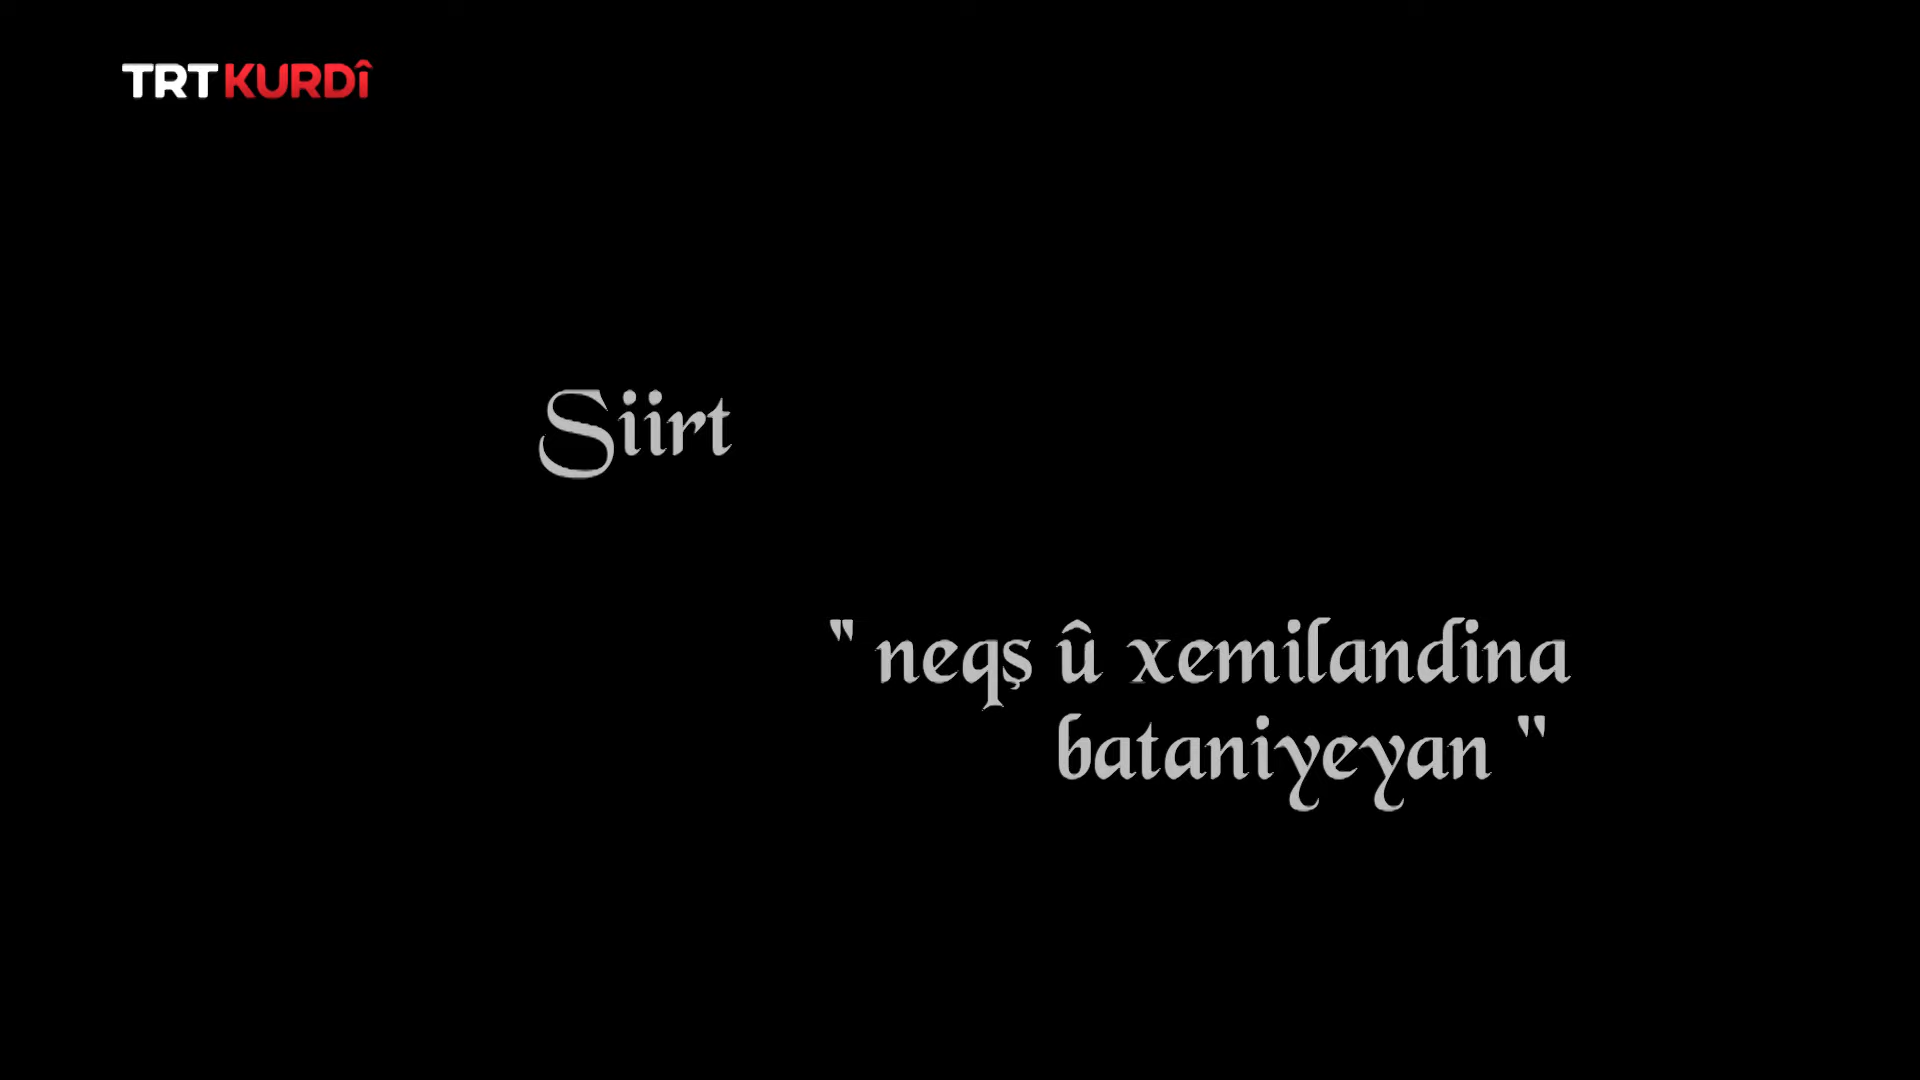 TRT KURDÎ
Siirt
" neqş û xemilandina
bataniyeyan "